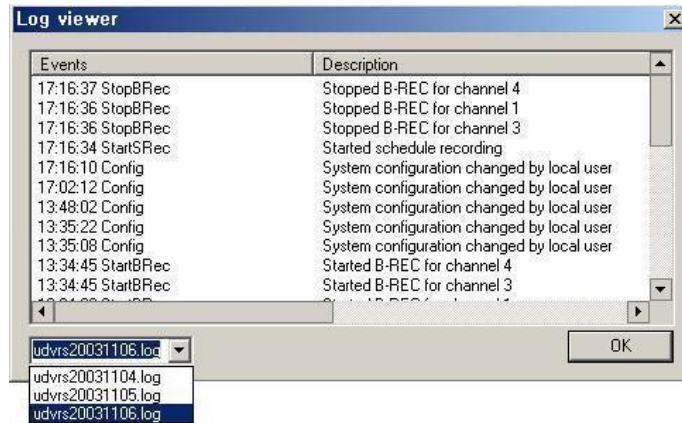 Log viewer
Events Description
17:16:37 StopBRec Stopped B-REC for channel 4
17:16:36 StopBRec Stopped B-REC for channel 1
17:16:36 StopBRec Stopped B-REC for channel 3
17:16:34 StartSRec Started schedule recording
17:16:10 Config System configuration changed by local user
17:02:12 Config System configuration changed by local user
13:48:02 Config System configuration changed by local user
13:35:22 Config System configuration changed by local user
13:35:08 Config System configuration changed by local user
13:34:45 StartBRec Started B-REC for channel 4
13:34:45 StartBRec Started B-REC for channel 3
udvrs20031106.log OK
udvrs20031104.log
udvrs20031105.log
udvrs20031106.log